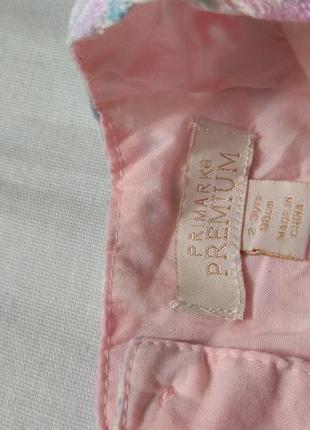 PRIMARK®
PREMIUM
2-3yrs
98cm
MADE IN
CHINA